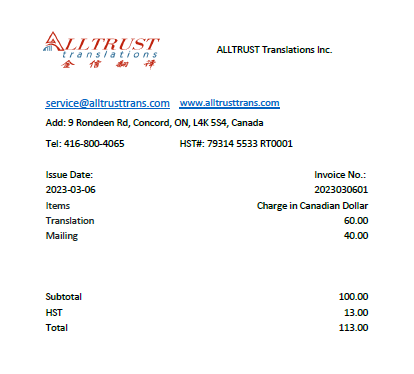 ALLTRUST
translations
金信翻譯
ALLTRUST Translations Inc.
service@alltrusttrans.com www.alltrusttrans.com
Add: 9 Rondeen Rd, Concord, ON, L4K 5S4, Canada
Tel: 416-800-4065 HST#: 79314 5533 RT0001
Issue Date: Invoice No.:
2023-03-06 2023030601
Items Charge in Canadian Dollar
Translation 60.00
Mailing 40.00
Subtotal 100.00
HST 13.00
Total 113.00